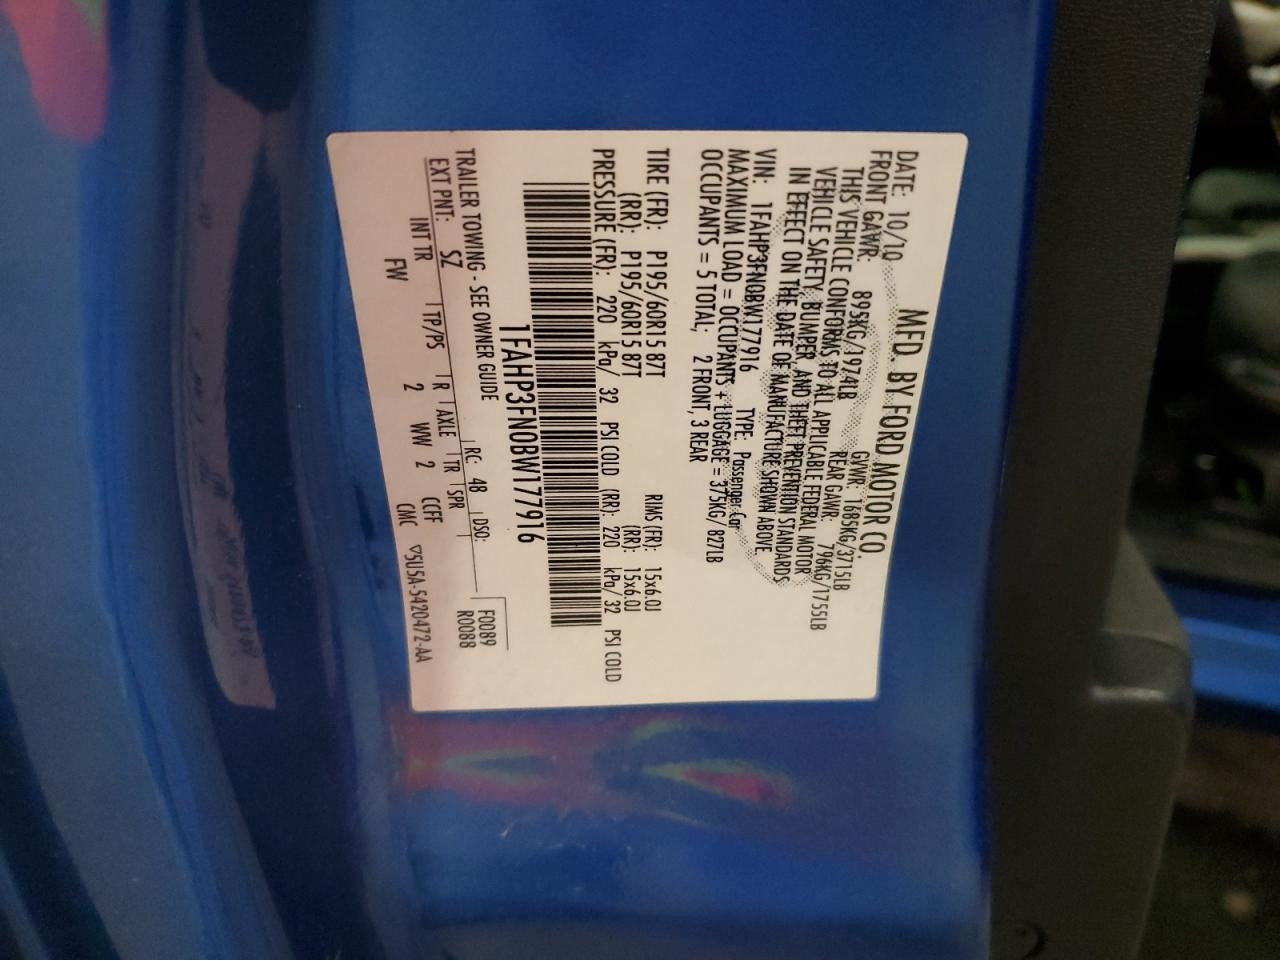 MFD. BY FORD MOTOR CO.
DATE: 10/10 GVWR: 1685KG/3715LB
FRONT GAWR: 895KG/1974LB REAR GAWR: 796KG/1755LB
THIS VEHICLE CONFORMS TO ALL APPLICABLE FEDERAL MOTOR
VEHICLE SAFETY, BUMPER, AND THEFT PREVENTION STANDARDS
IN EFFECT ON THE DATE OF MANUFACTURE SHOWN ABOVE
VIN: 1FAHP3FN0BW177916 TYPE: Passenger Car
MAXIMUM LOAD = OCCUPANTS + LUGGAGE = 375KG/ 827LB
OCCUPANTS = 5 TOTAL; 2 FRONT, 3 REAR
TIRE (FR): P195/60R15 87T RIMS (FR): 15x6.0J
(RR): P195/60R15 87T (RR): 15x6.0J
PRESSURE (FR): 220 kPa/ 32 PSI COLD (RR): 220 kPa/ 32 PSI COLD
1FAHP3FN0BW177916
TRAILER TOWING - SEE OWNER GUIDE
F0089
R0088
EXT PNT: SZ RC: 48 DSO:
INT TR TP/PS R AXLE TR SPR
FW 2 WW 2 CCFF
CMC ▽5U5A-5420472-AA